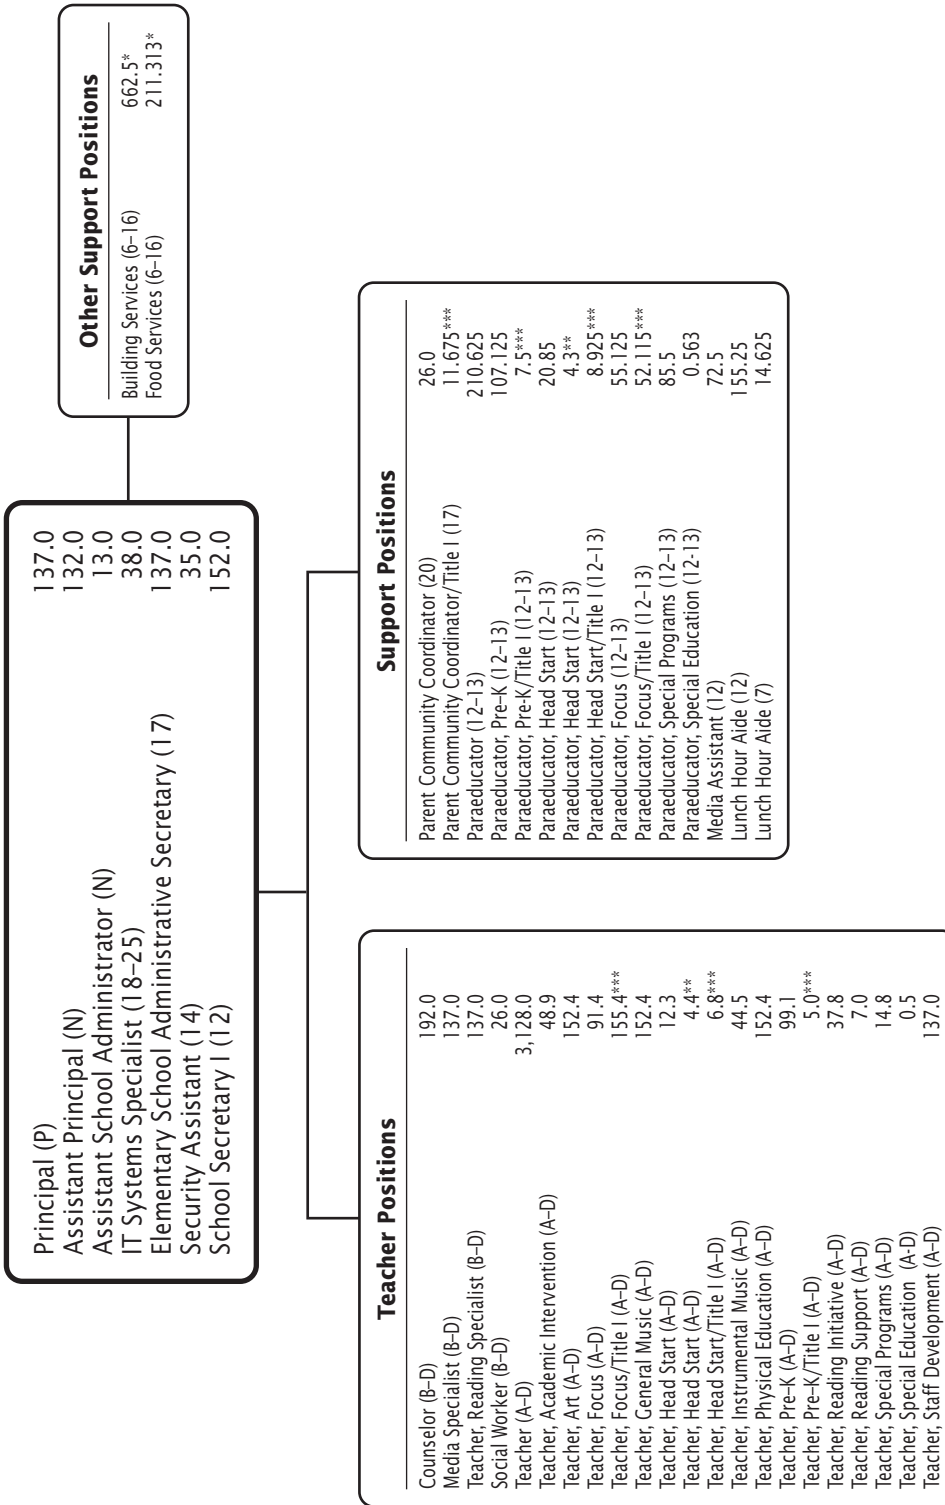 Principal (P) 137.0
Assistant Principal (N) 132.0
Assistant School Administrator (N) 13.0
IT Systems Specialist (18–25) 38.0
Elementary School Administrative Secretary (17) 137.0
Security Assistant (14) 35.0
School Secretary I (12) 152.0
Other Support Positions
Building Services (6–16) 662.5*
Food Services (6–16) 211.313*
Teacher Positions
Counselor (B–D) 192.0
Media Specialist (B–D) 137.0
Teacher, Reading Specialist (B–D) 137.0
Social Worker (B–D) 26.0
Teacher (A–D) 3,128.0
Teacher, Academic Intervention (A–D) 48.9
Teacher, Art (A–D) 152.4
Teacher, Focus (A–D) 91.4
Teacher, Focus/Title I (A–D) 155.4***
Teacher, General Music (A–D) 152.4
Teacher, Head Start (A–D) 12.3
Teacher, Head Start (A–D) 4.4**
Teacher, Head Start/Title I (A–D) 6.8***
Teacher, Instrumental Music (A–D) 44.5
Teacher, Physical Education (A–D) 152.4
Teacher, Pre–K (A–D) 99.1
Teacher, Pre–K/Title I (A–D) 5.0***
Teacher, Reading Initiative (A–D) 37.8
Teacher, Reading Support (A–D) 7.0
Teacher, Special Programs (A–D) 14.8
Teacher, Special Education (A-D) 0.5
Teacher, Staff Development (A–D) 137.0
Support Positions
Parent Community Coordinator (20) 26.0
Parent Community Coordinator/Title I (17) 11.675***
Paraeducator (12–13) 210.625
Paraeducator, Pre–K (12–13) 107.125
Paraeducator, Pre-K/Title I (12–13) 7.5***
Paraeducator, Head Start (12–13) 20.85
Paraeducator, Head Start (12–13) 4.3**
Paraeducator, Head Start/Title I (12–13) 8.925***
Paraeducator, Focus (12–13) 55.125
Paraeducator, Focus/Title I (12–13) 52.115***
Paraeducator, Special Programs (12–13) 85.5
Paraeducator, Special Education (12-13) 0.563
Media Assistant (12) 72.5
Lunch Hour Aide (12) 155.25
Lunch Hour Aide (7) 14.625